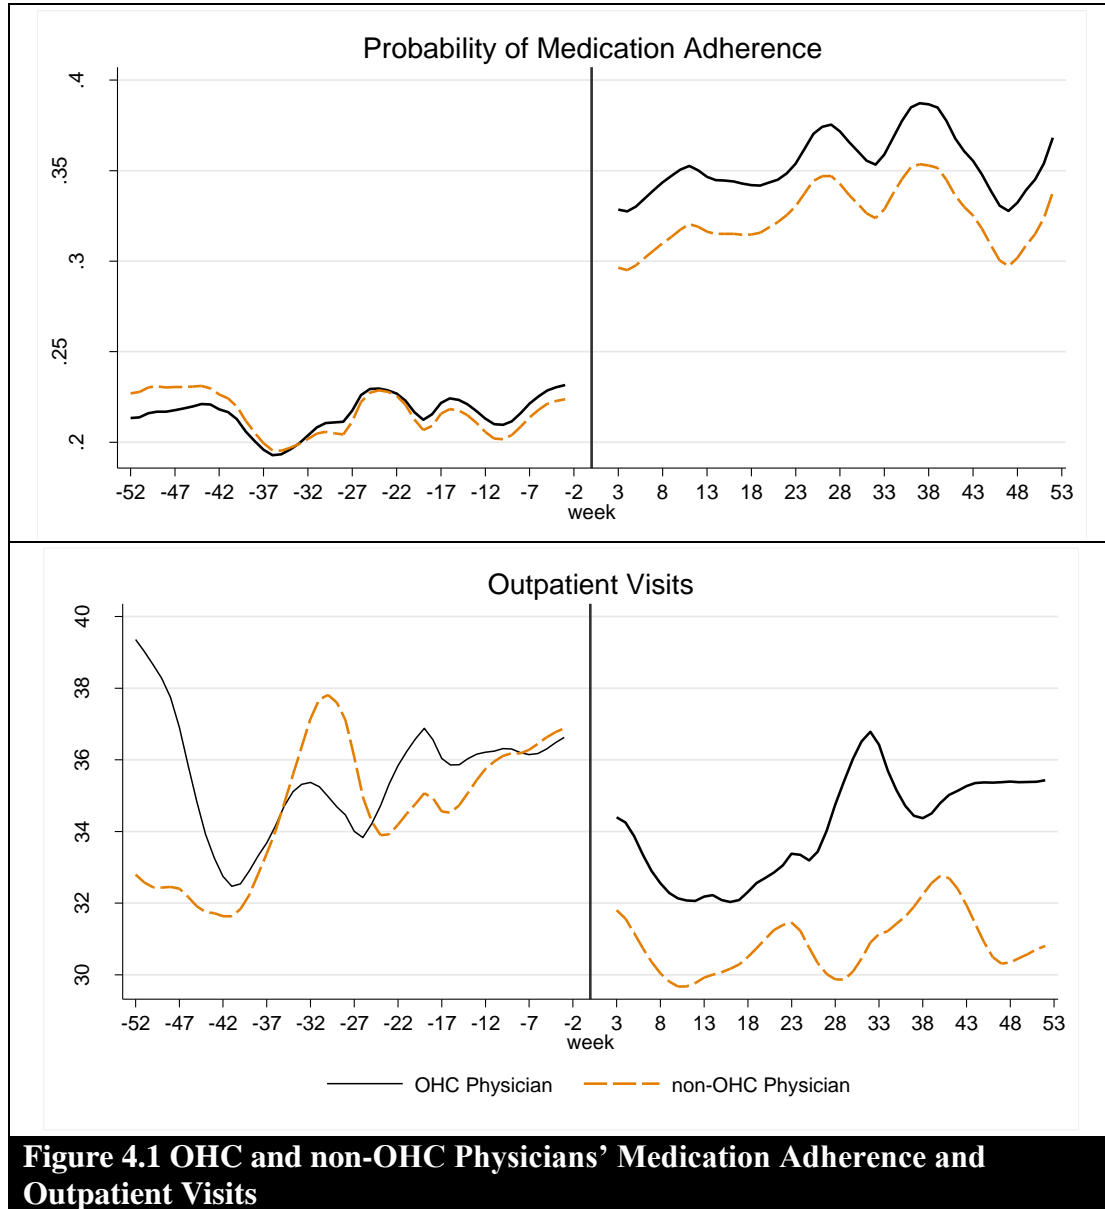 Probability of Medication Adherence
.4
.35
.3
.25
.2
-52 -47 -42 -37 -32 -27 -22 -17 -12 -7 -2 3 8 13 18 23 28 33 38 43 48 53
week
Outpatient Visits
40
38
36
34
32
30
-52 -47 -42 -37 -32 -27 -22 -17 -12 -7 -2 3 8 13 18 23 28 33 38 43 48 53
week
OHC Physician non-OHC Physician
Figure 4.1 OHC and non-OHC Physicians’ Medication Adherence and
Outpatient Visits